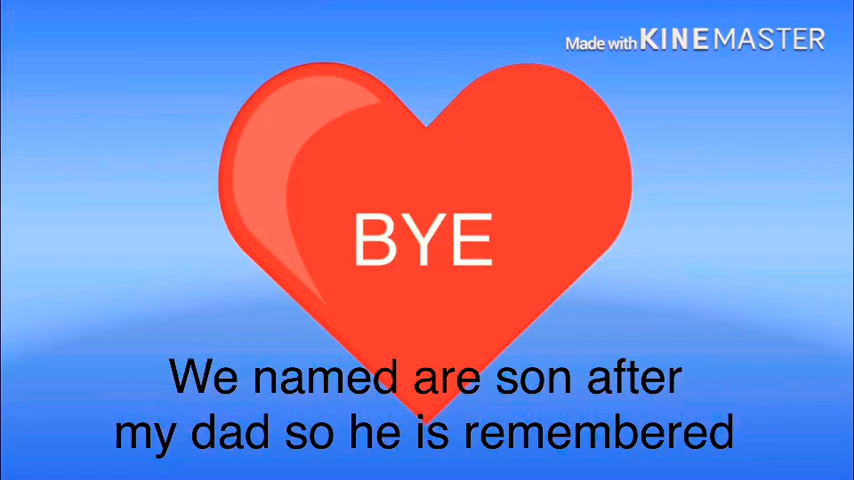 Made with KINEMASTER
BYE
We named are son after
my dad so he is remembered